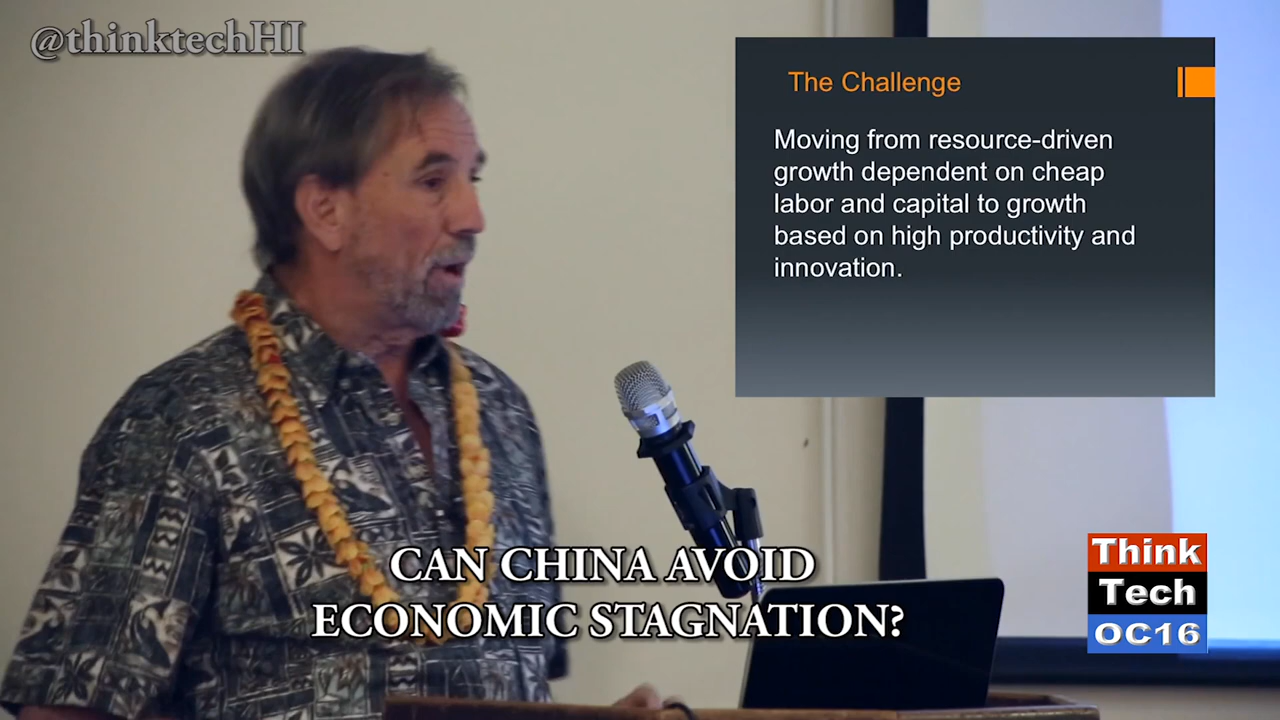 @thinktechHI
The Challenge
Moving from resource-driven
growth dependent on cheap
labor and capital to growth
based on high productivity and
innovation.
CAN CHINA AVOID
ECONOMIC STAGNATION?
Think
Tech
OC16